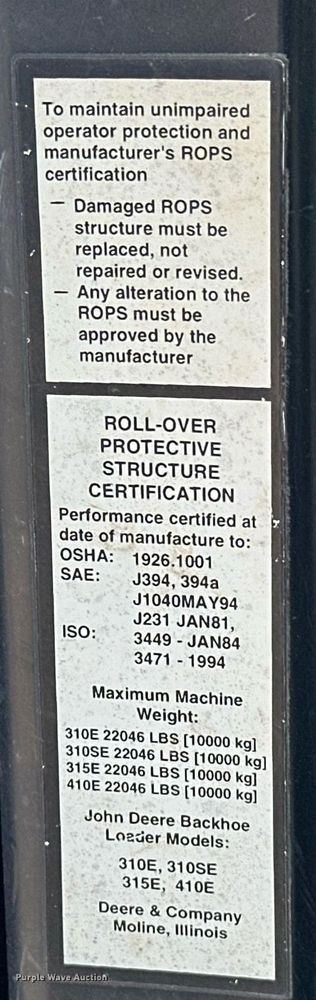 To maintain unimpaired
operator protection and
manufacturer's ROPS
certification
— Damaged ROPS
structure must be
replaced, not
repaired or revised.
— Any alteration to the
ROPS must be
approved by the
manufacturer
ROLL-OVER
PROTECTIVE
STRUCTURE
CERTIFICATION
Performance certified at
date of manufacture to:
OSHA: 1926.1001
SAE: J394, 394a
J1040MAY94
J231 JAN81,
ISO: 3449 - JAN84
3471 - 1994
Maximum Machine
Weight:
310E 22046 LBS [10000 kg]
310SE 22046 LBS [10000 kg]
315E 22046 LBS [10000 kg]
410E 22046 LBS [10000 kg]
John Deere Backhoe
Loader Models:
310E, 310SE
315E, 410E
Deere & Company
Moline, Illinois
Purple Wave Auction